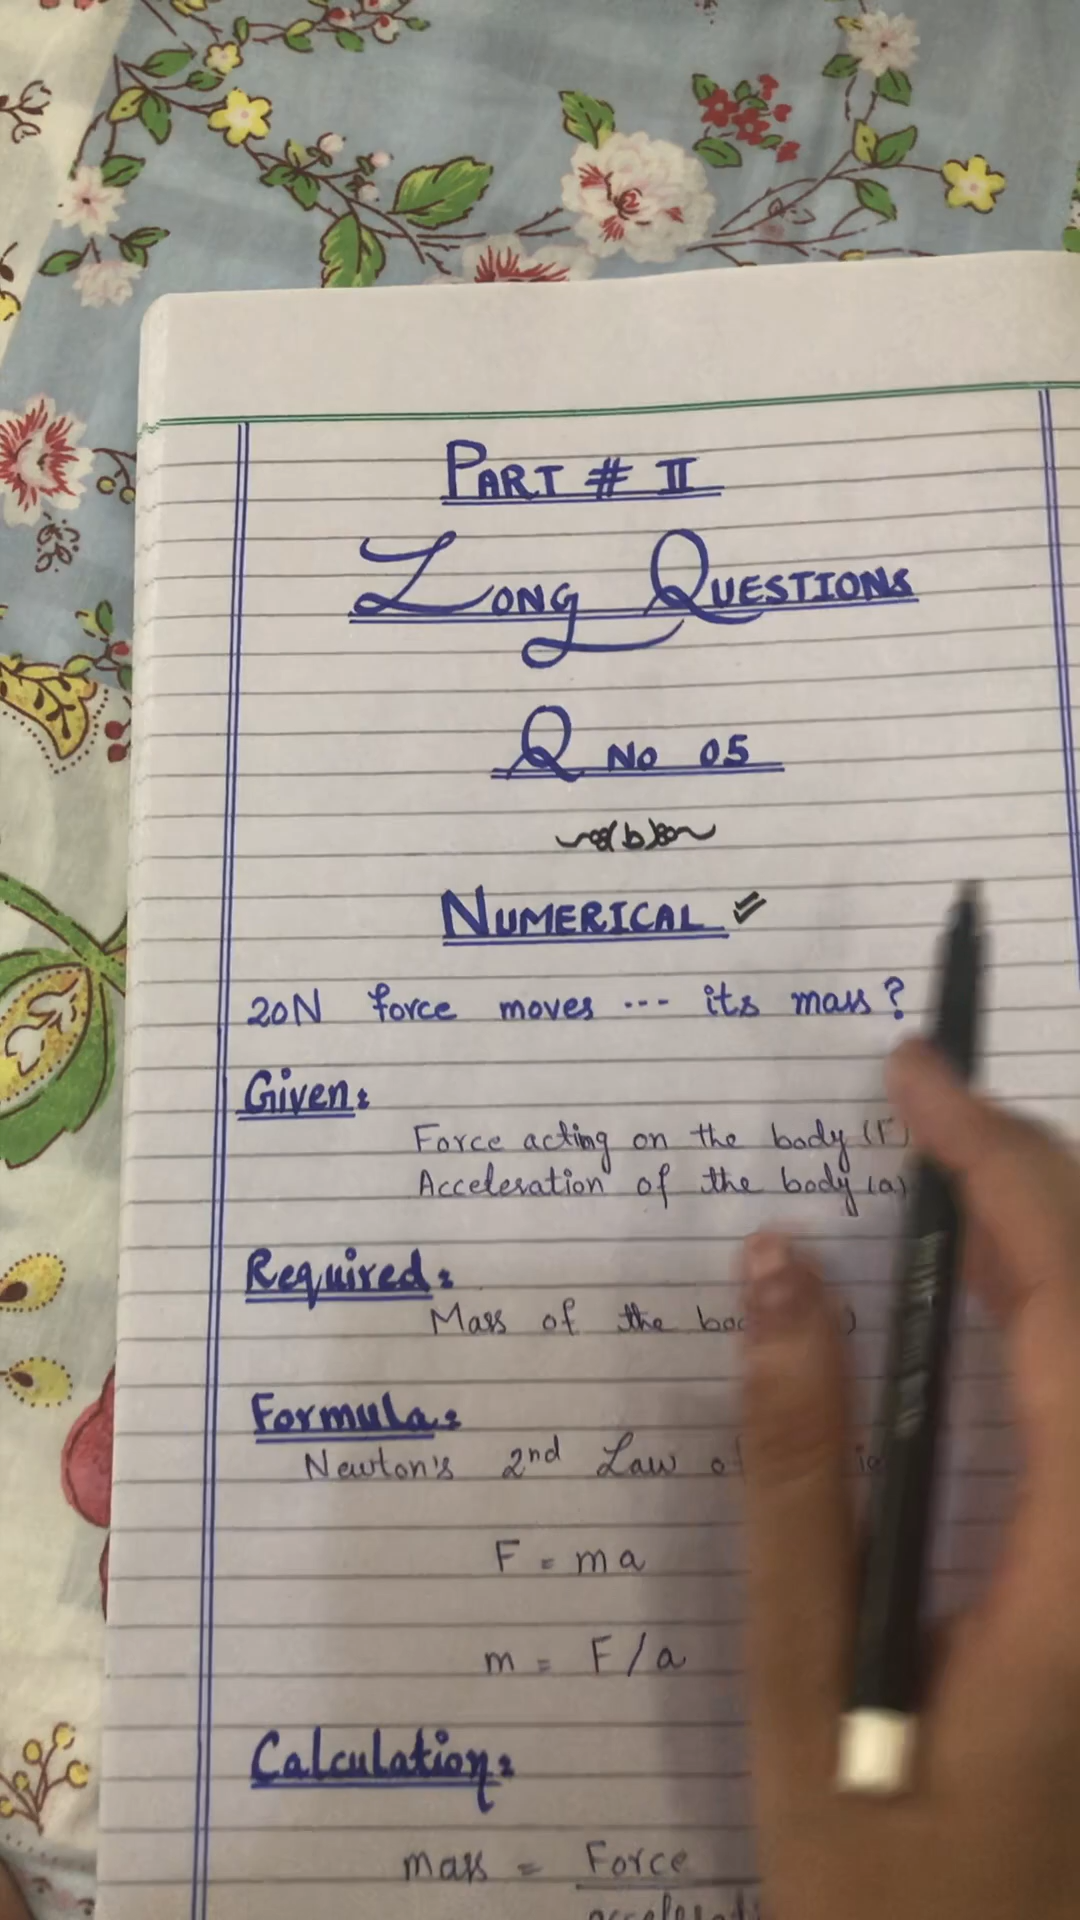 PART # II
LONG QUESTIONS
Q No 05
(b)
NUMERICAL
20N force moves --- its mass?
Given:
Force acting on the body (F)
Acceleration of the body (a)
Required:
Mass of the
Formula:
Newton's 2nd Law
F = ma
m = F/a
Calculation:
mass = Force